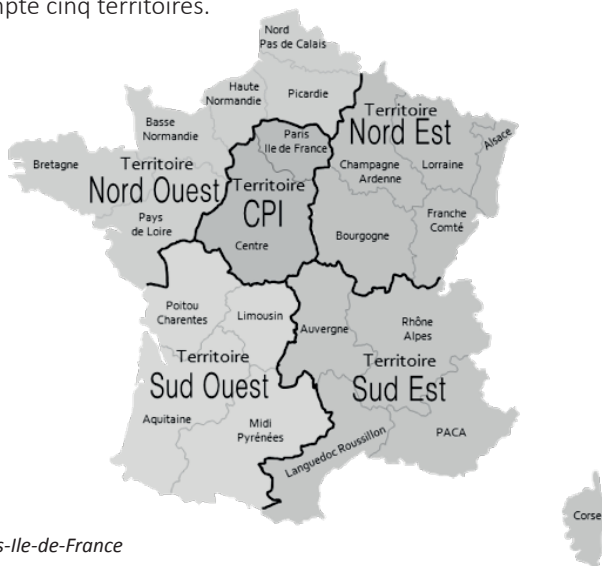 mpte cinq territoires.
Nord
Pas de Calais
Haute
Normandie
Picardie
Basse
Normandie
Territoire
Nord Est
Alsace
Paris
Ile de France
Champagne
Ardenne
Lorraine
Bretagne
Territoire
Nord Ouest
Territoire
CPI
Pays
de Loire
Centre
Bourgogne
Franche
Comté
Poitou
Charentes
Limousin
Auvergne
Rhône
Alpes
Territoire
Sud Ouest
Territoire
Sud Est
Aquitaine
Midi
Pyrénées
Languedoc Roussillon
PACA
Corse
s-Ile-de-France